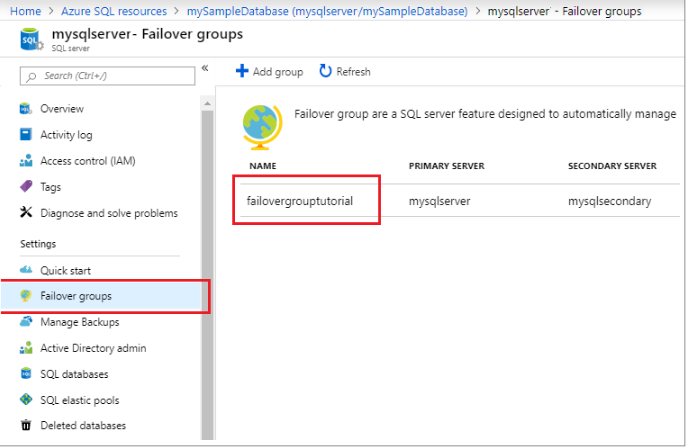 Home > Azure SQL resources > mySampleDatabase (mysqlserver/mySampleDatabase) > mysqlserver - Failover groups
mysqlserver- Failover groups
SQL server
Search (Ctrl+/)
«
Overview
Activity log
Access control (IAM)
Tags
Diagnose and solve problems
Settings
Quick start
Failover groups
Manage Backups
Active Directory admin
SQL databases
SQL elastic pools
Deleted databases
Add group
Refresh
Failover group are a SQL server feature designed to automatically manage
NAME PRIMARY SERVER SECONDARY SERVER
failovergrouptutorial mysqlserver mysqlsecondary